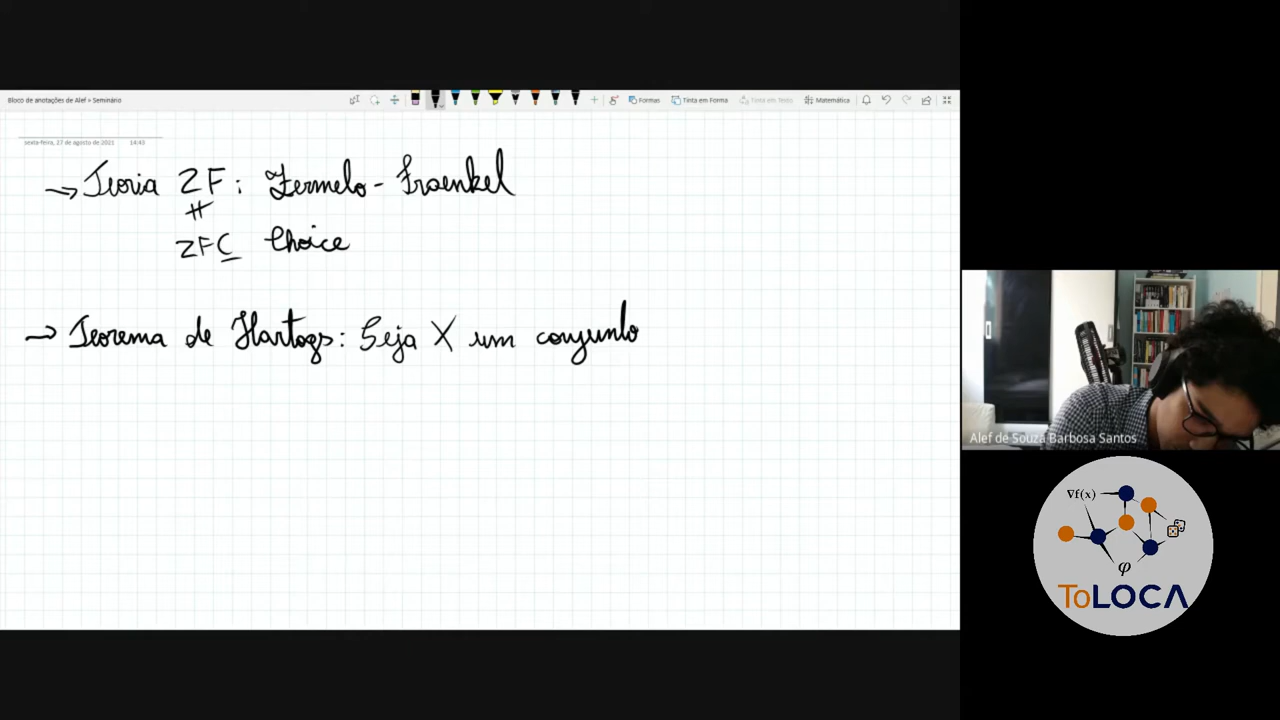 Bloco de anotações de Alef » Seminário
Formas Tinta em Forma Tinta em Texto Matemática
sexta-feira, 27 de agosto de 2021 14:43
→ Teoria ZF: Zermelo-Fraenkel
#
ZFC Choice
→ Teorema de Hartogs: Seja X um conjunto
Alef de Souza Barbosa Santos
∇f(x)
φ
ToLOCA